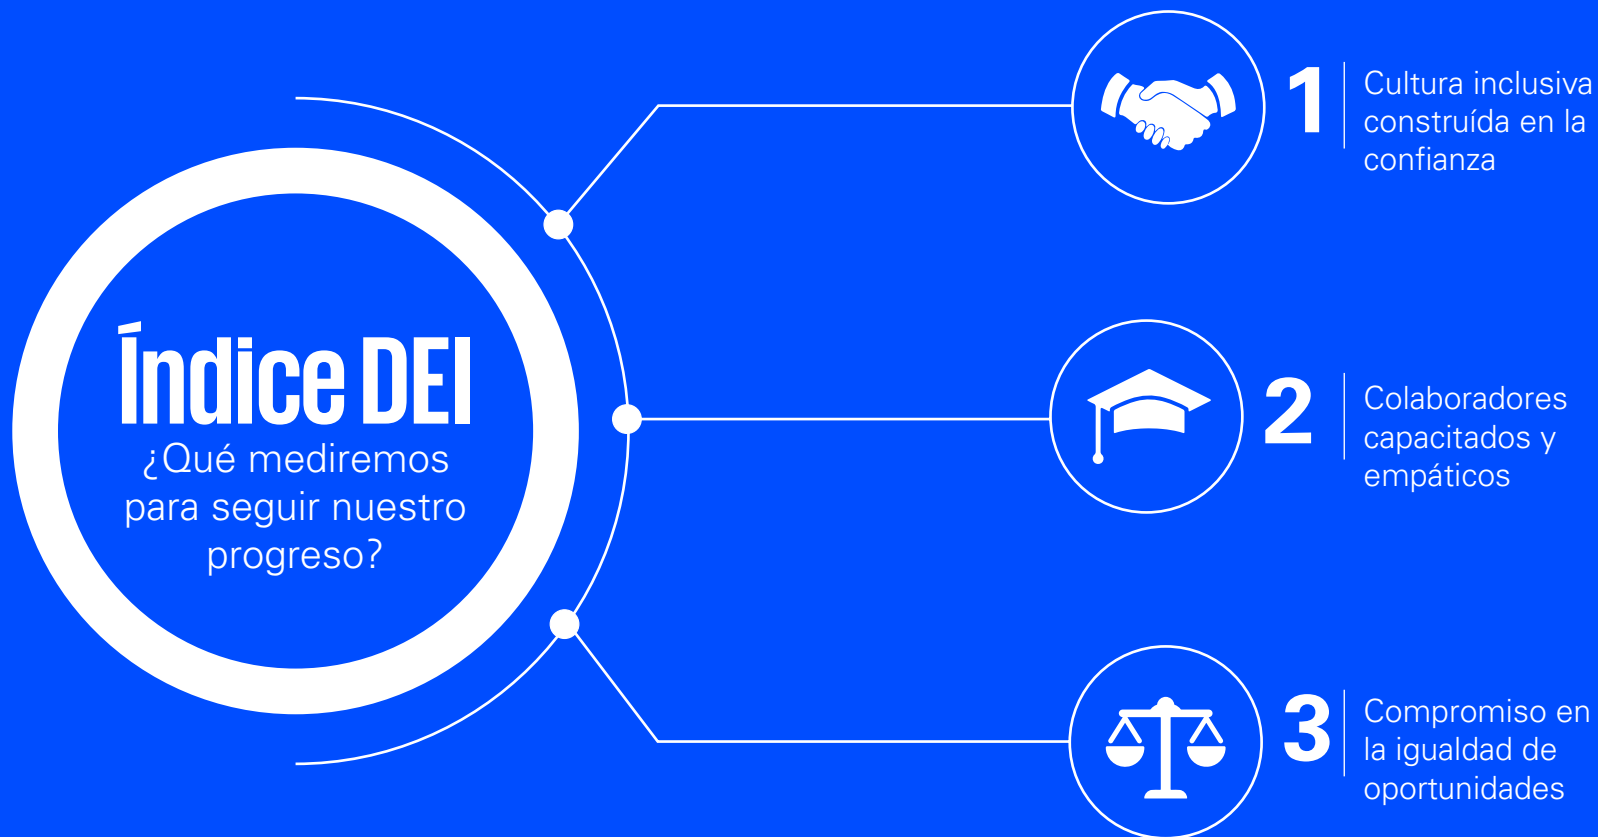 Índice DEI
¿Qué mediremos
para seguir nuestro
progreso?
1
Cultura inclusiva
construída en la
confianza
2
Colaboradores
capacitados y
empáticos
3
Compromiso en
la igualdad de
oportunidades